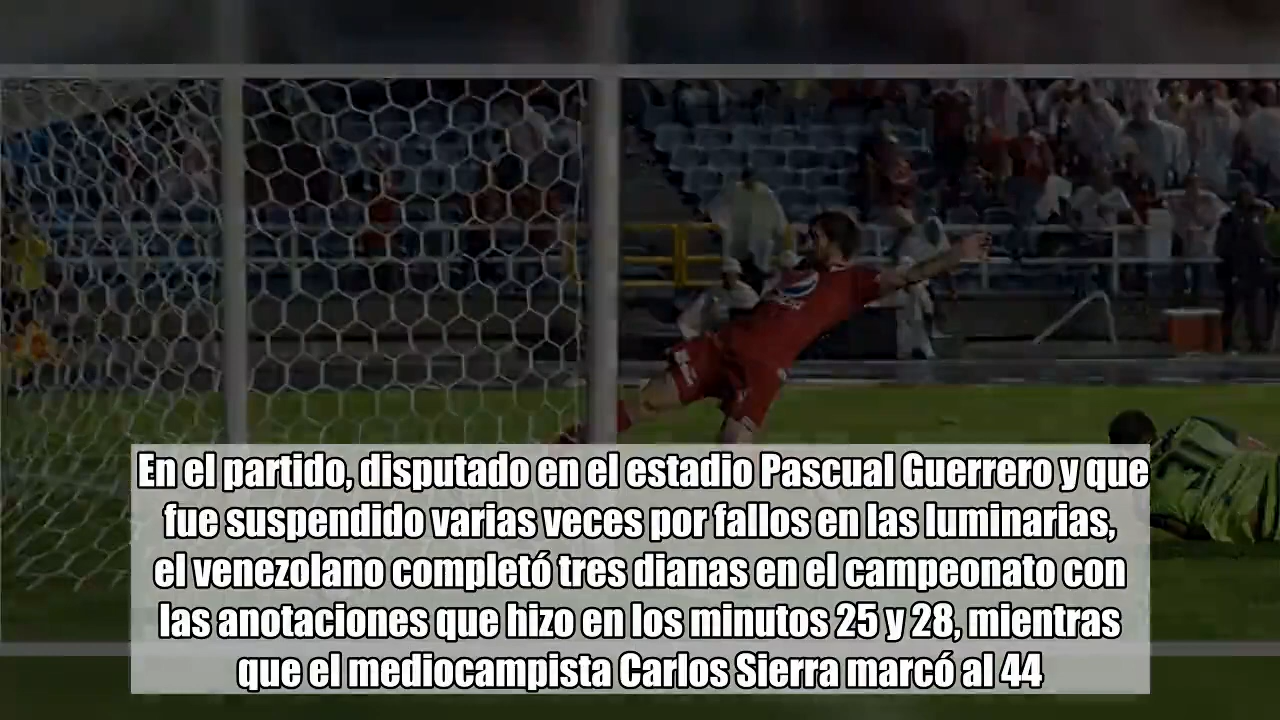 En el partido, disputado en el estadio Pascual Guerrero y que
fue suspendido varias veces por fallos en las luminarias,
el venezolano completó tres dianas en el campeonato con
las anotaciones que hizo en los minutos 25 y 28, mientras
que el mediocampista Carlos Sierra marcó al 44